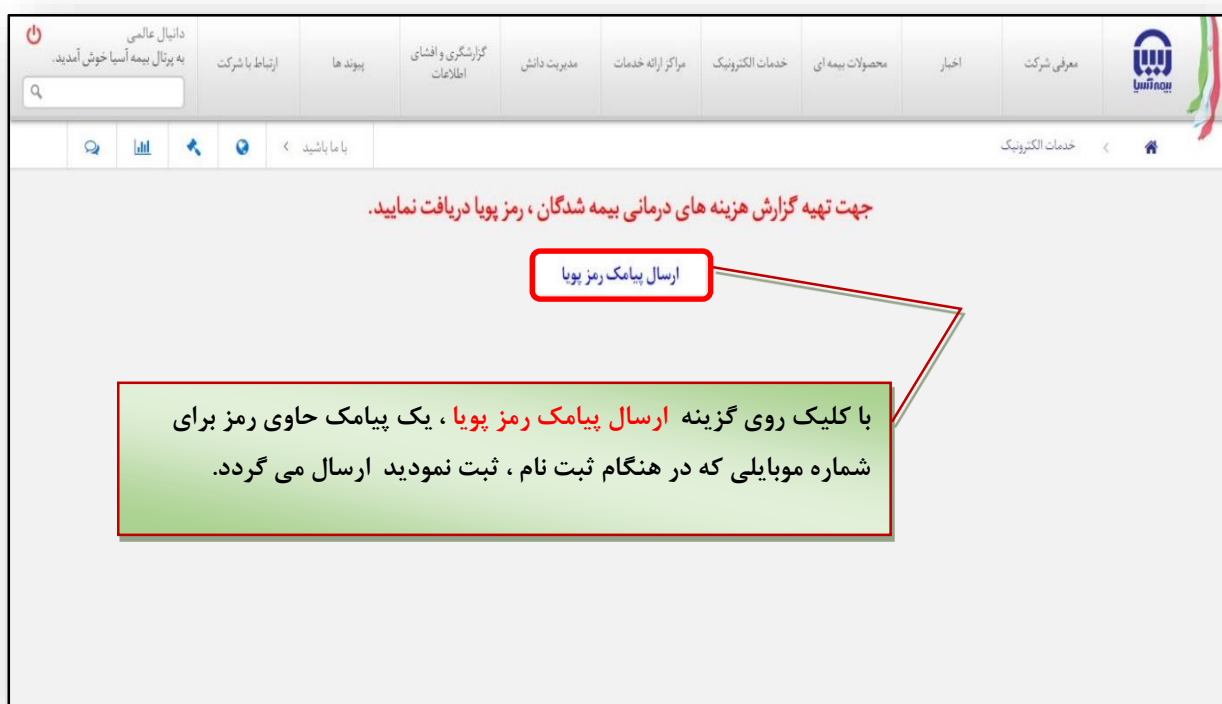 دانیال عالمی
به پرتال بیمه آسیا خوش آمدید.
بیمه آسیا
معرفی شرکت
اخبار
محصولات بیمه ای
خدمات الکترونیک
مراکز ارائه خدمات
مدیریت دانش
گزارشگری و افشای
اطلاعات
پیوند ها
ارتباط با شرکت
خدمات الکترونیک
با ما باشید
جهت تهیه گزارش هزینه های درمانی بیمه شدگان ، رمز پویا دریافت نمایید.
ارسال پیامک رمز پویا
با کلیک روی گزینه ارسال پیامک رمز پویا ، یک پیامک حاوی رمز برای
شماره موبایلی که در هنگام ثبت نام ، ثبت نمودید ارسال می گردد.